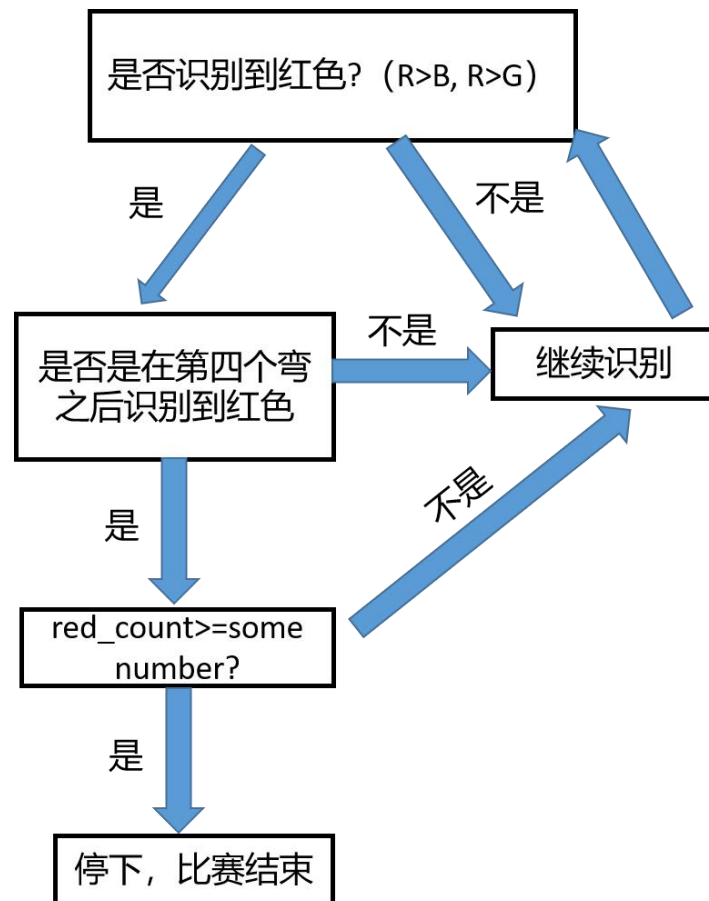 是否识别到红色?（R>B, R>G）
是
不是
是否是在第四个弯
之后识别到红色
不是
继续识别
是
不是
red_count>=some
number?
是
停下，比赛结束